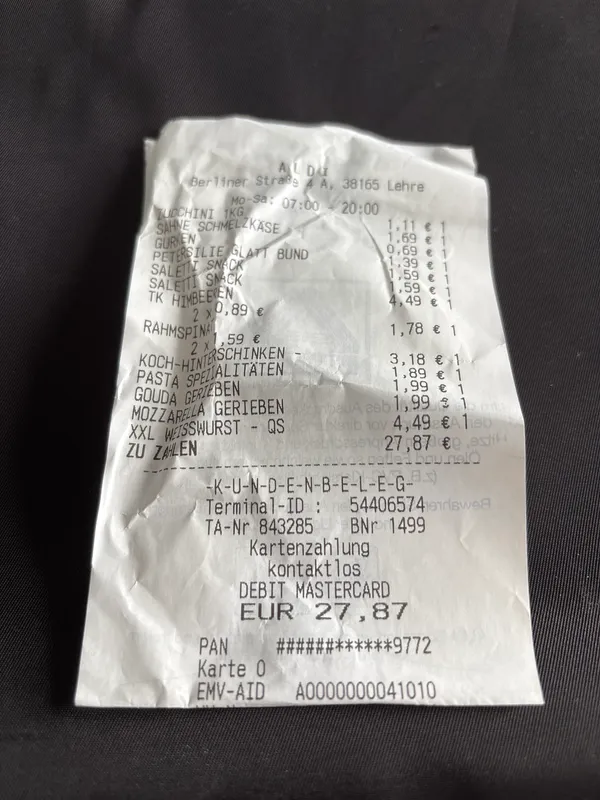 ALDI
Berliner Straße 4 A, 38165 Lehre
Mo-Sa: 07:00 - 20:00
ZUCCHINI 1KG 1,11 € 1
SAHNE SCHMELZKÄSE 1,69 € 1
GURKEN 0,69 € 1
PETERSILIE GLATT BUND 1,39 € 1
SALETTI SNACK 1,59 € 1
SALETTI SNACK 1,59 € 1
TK HIMBEEREN 4,49 € 1
2 x 0,89 €
RAHMSPINAT 1,78 € 1
2 x 1,59 €
KOCH-HINTERSCHINKEN - 3,18 € 1
PASTA SPEZIALITÄTEN 1,89 € 1
GOUDA GERIEBEN 1,99 € 1
MOZZARELLA GERIEBEN 1,99 € 1
XXL WEISSWURST - QS 4,49 € 1
ZU ZAHLEN 27,87 €
-K-U-N-D-E-N-B-E-L-E-G-
Terminal-ID : 54406574
TA-Nr 843285 BNr 1499
Kartenzahlung
kontaktlos
DEBIT MASTERCARD
EUR 27,87
PAN ######******9772
Karte 0
EMV-AID A0000000041010